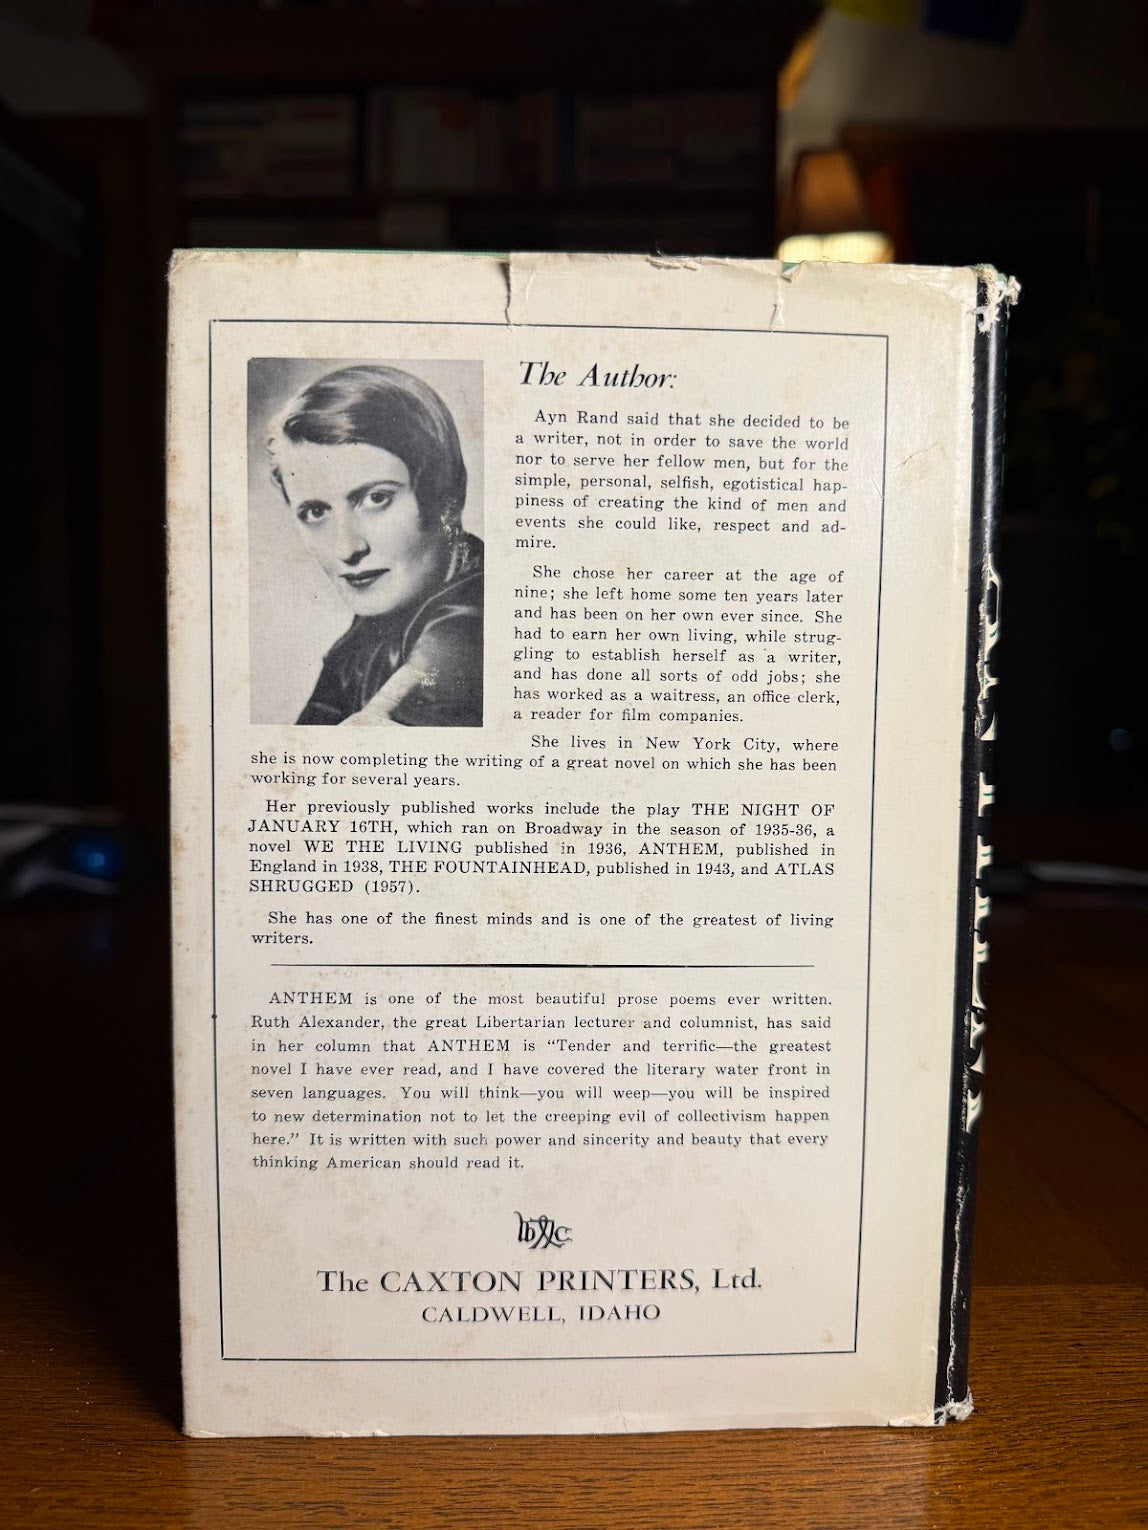 The Author:
Ayn Rand said that she decided to be
a writer, not in order to save the world
nor to serve her fellow men, but for the
simple, personal, selfish, egotistical hap-
piness of creating the kind of men and
events she could like, respect and ad-
mire.
She chose her career at the age of
nine; she left home some ten years later
and has been on her own ever since. She
had to earn her own living, while strug-
gling to establish herself as a writer,
and has done all sorts of odd jobs; she
has worked as a waitress, an office clerk,
a reader for film companies.
She lives in New York City, where
she is now completing the writing of a great novel on which she has been
working for several years.
Her previously published works include the play THE NIGHT OF
JANUARY 16TH, which ran on Broadway in the season of 1935-36, a
novel WE THE LIVING published in 1936, ANTHEM, published in
England in 1938, THE FOUNTAINHEAD, published in 1943, and ATLAS
SHRUGGED (1957).
She has one of the finest minds and is one of the greatest of living
writers.
ANTHEM is one of the most beautiful prose poems ever written.
Ruth Alexander, the great Libertarian lecturer and columnist, has said
in her column that ANTHEM is “Tender and terrific—the greatest
novel I have ever read, and I have covered the literary water front in
seven languages. You will think—you will weep—you will be inspired
to new determination not to let the creeping evil of collectivism happen
here.” It is written with such power and sincerity and beauty that every
thinking American should read it.
The CAXTON PRINTERS, Ltd.
CALDWELL, IDAHO